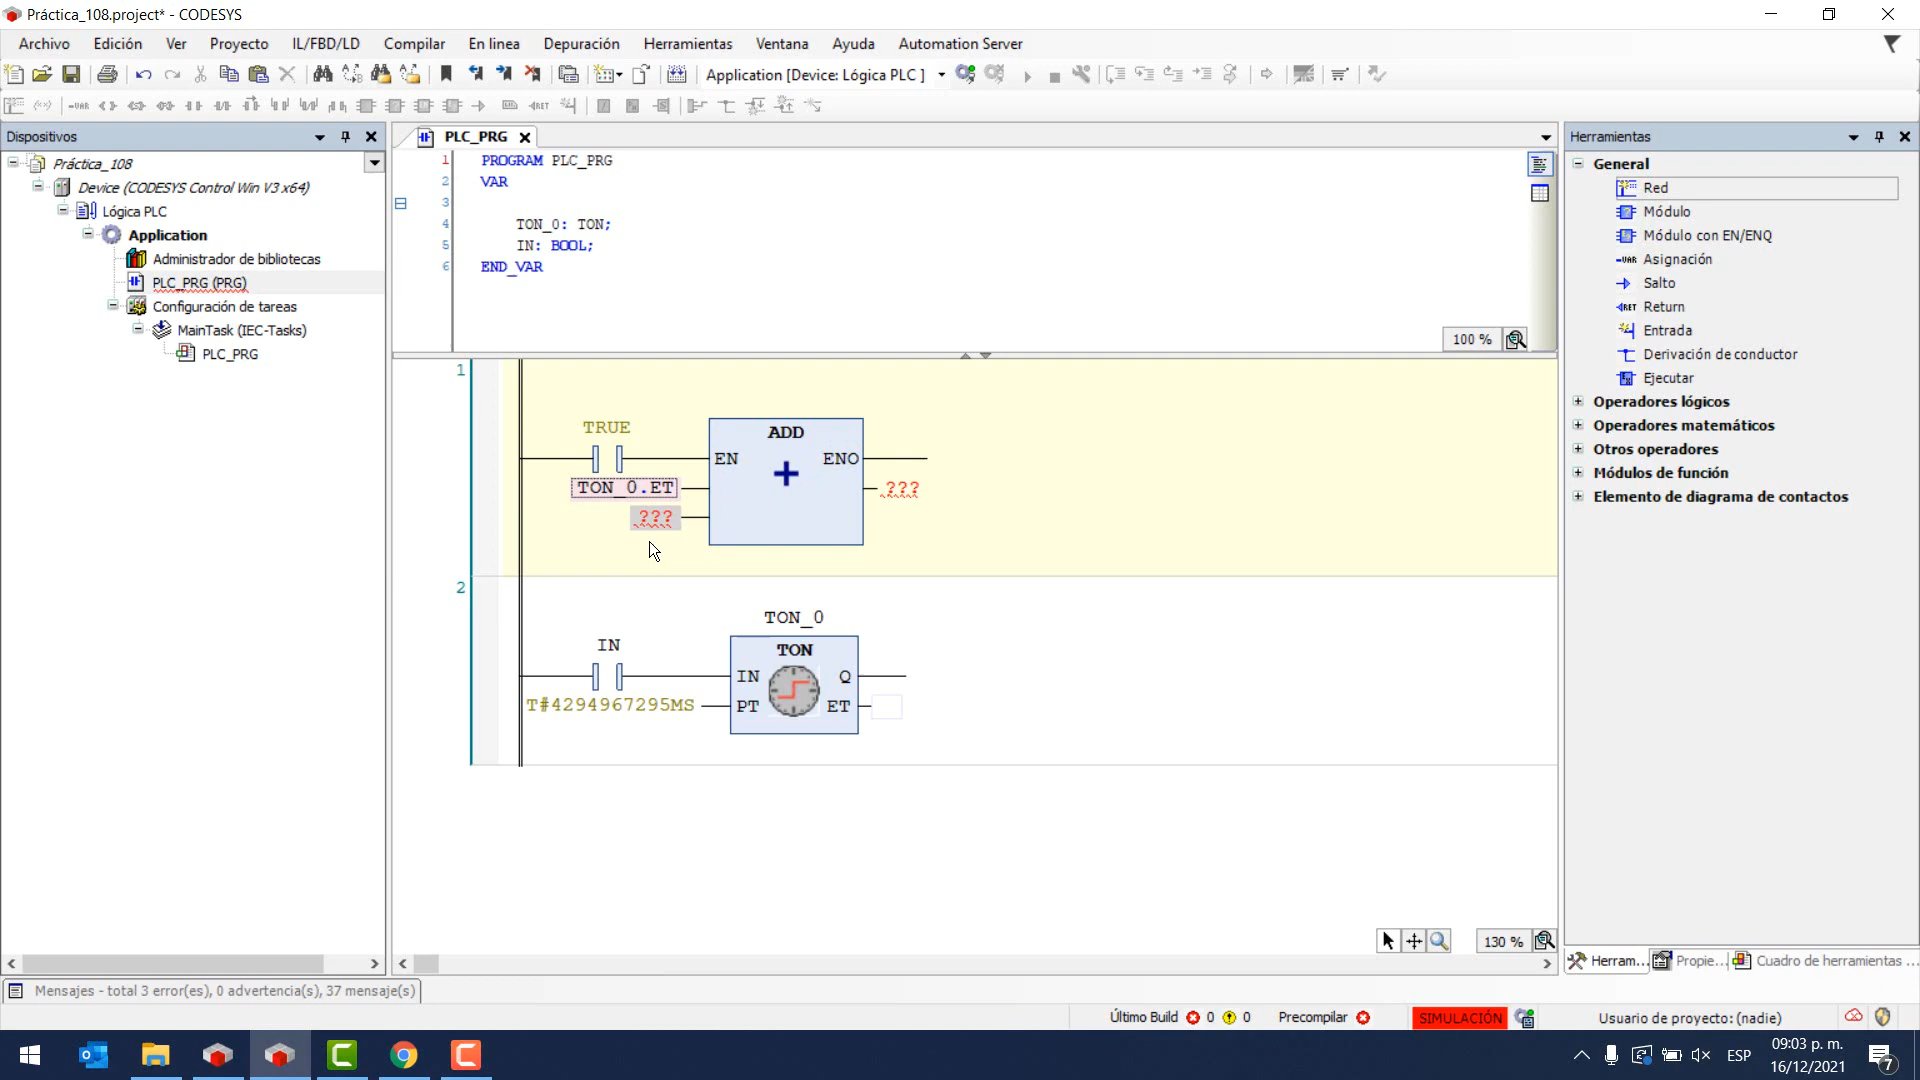 Práctica_108.project* - CODESYS
Archivo Edición Ver Proyecto IL/FBD/LD Compilar En linea Depuración Herramientas Ventana Ayuda Automation Server
Application [Device: Lógica PLC ]
Dispositivos
Práctica_108
Device (CODESYS Control Win V3 x64)
Lógica PLC
Application
Administrador de bibliotecas
PLC_PRG (PRG)
Configuración de tareas
MainTask (IEC-Tasks)
PLC_PRG
PLC_PRG
1 PROGRAM PLC_PRG
2 VAR
3
4 TON_0: TON;
5 IN: BOOL;
6 END_VAR
100 %
1
TRUE
ADD
EN ENO
TON_0.ET
???
???
2
TON_0
IN
TON
IN Q
T#4294967295MS PT ET
130 %
Herramientas
General
Red
Módulo
Módulo con EN/ENQ
Asignación
Salto
Return
Entrada
Derivación de conductor
Ejecutar
Operadores lógicos
Operadores matemáticos
Otros operadores
Módulos de función
Elemento de diagrama de contactos
Herram... Propie... Cuadro de herramientas ...
Mensajes - total 3 error(es), 0 advertencia(s), 37 mensaje(s)
Último Build 0 0 Precompilar SIMULACIÓN Usuario de proyecto: (nadie)
ESP
09:03 p. m.
16/12/2021
7